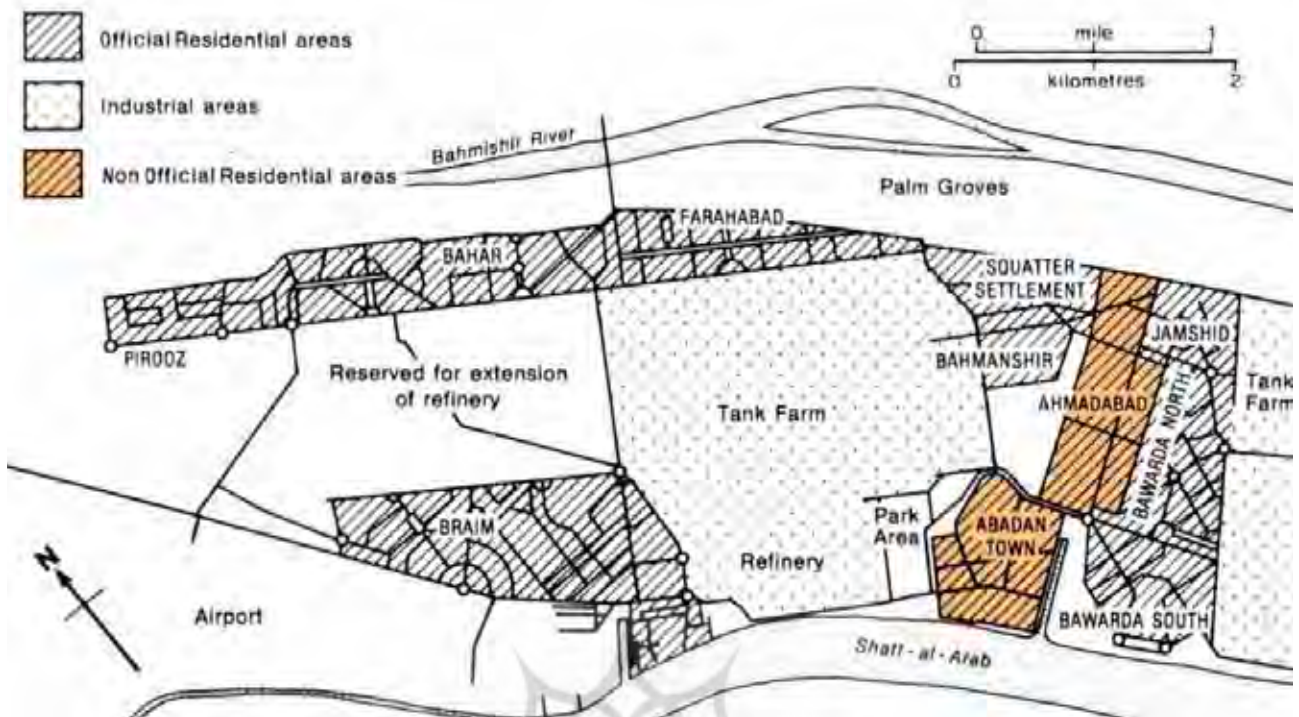 Official Residential areas
Industrial areas
Non Official Residential areas
0 mile 1
0 kilometres 2
Bahmishir River
Palm Groves
FARAHABAD
BAHAR
SQUATTER
SETTLEMENT
PIROOZ
JAMSHID
BAHMANSHIR
Reserved for extension
of refinery
Tank Farm
AHMADABAD
BAWARDA NORTH
Tank
Farm
BRAIM
Park
Area
ABADAN
TOWN
Refinery
N
Airport
BAWARDA SOUTH
Shatt-al-Arab